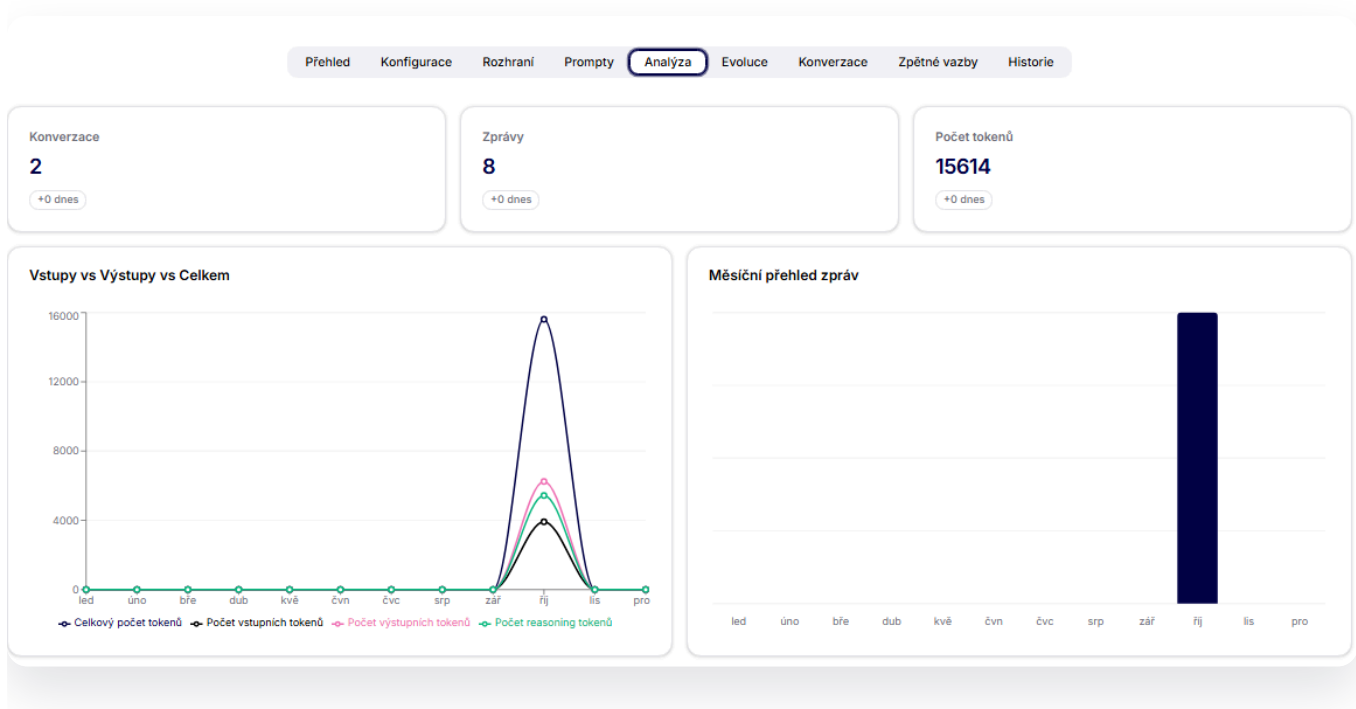 Přehled Konfigurace Rozhraní Prompty Analýza Evoluce Konverzace Zpětné vazby Historie
Konverzace
2
+0 dnes
Zprávy
8
+0 dnes
Počet tokenů
15614
+0 dnes
Vstupy vs Výstupy vs Celkem
16000
12000
8000
4000
0
led úno bře dub kvě čvn čvc srp zář říj lis pro
Celkový počet tokenů Počet vstupních tokenů Počet výstupních tokenů Počet reasoning tokenů
Měsíční přehled zpráv
led úno bře dub kvě čvn čvc srp zář říj lis pro